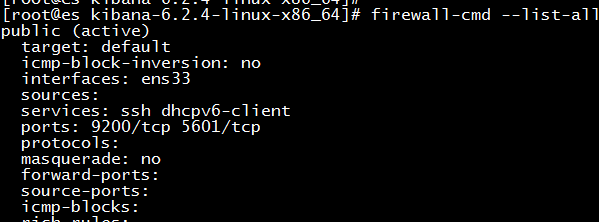 [root@es kibana-6.2.4-linux-x86_64]#
[root@es kibana-6.2.4-linux-x86_64]# firewall-cmd --list-all
public (active)
  target: default
  icmp-block-inversion: no
  interfaces: ens33
  sources:
  services: ssh dhcpv6-client
  ports: 9200/tcp 5601/tcp
  protocols:
  masquerade: no
  forward-ports:
  source-ports:
  icmp-blocks:
  rich rules: